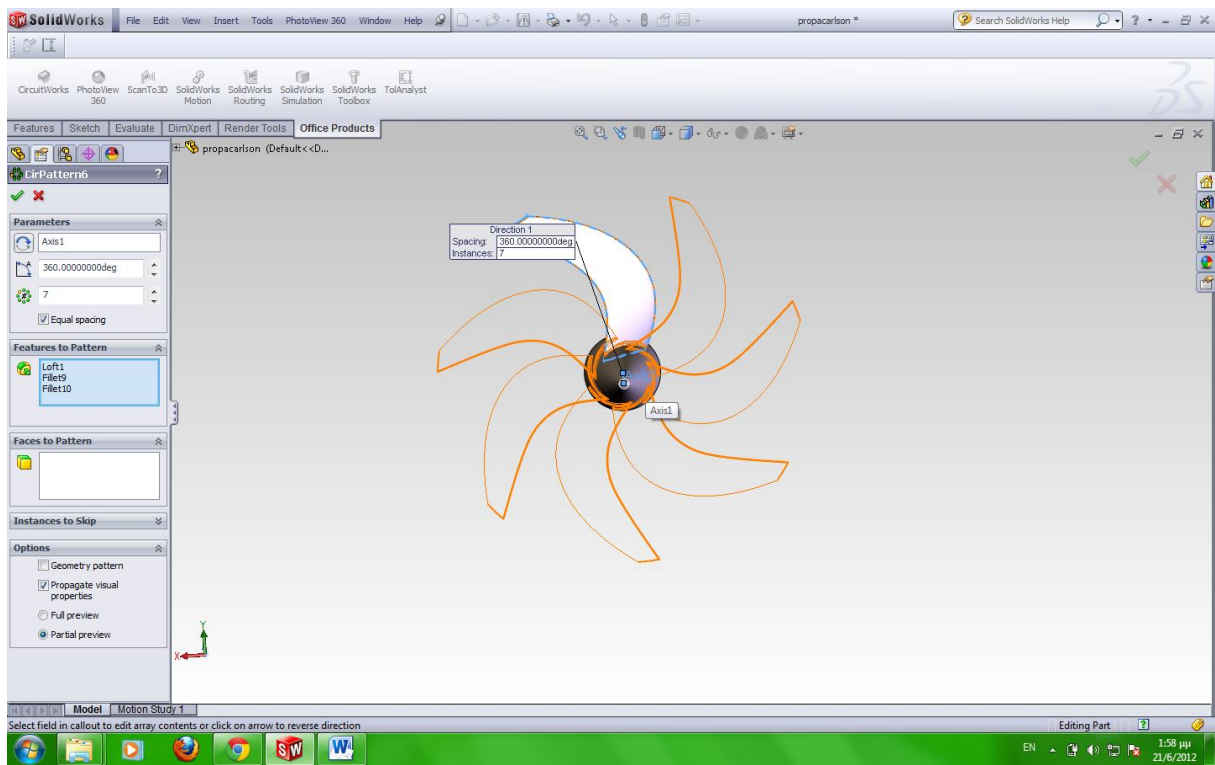 SolidWorks File Edit View Insert Tools PhotoView 360 Window Help propacarlson * Search SolidWorks Help
CircuitWorks PhotoView 360 ScanTo3D SolidWorks Motion SolidWorks Routing SolidWorks Simulation SolidWorks Toolbox TolAnalyst
Features Sketch Evaluate DimXpert Render Tools Office Products
propacarlson (Default<<D...
CirPattern6 ?
Parameters
Axis1
360.00000000deg
7
Equal spacing
Features to Pattern
Loft1
Fillet9
Fillet10
Faces to Pattern
Instances to Skip
Options
Geometry pattern
Propagate visual
properties
Full preview
Partial preview
Direction 1
Spacing: 360.00000000deg
Instances: 7
Axis1
Y
X
Model Motion Study 1
Select field in callout to edit array contents or click on arrow to reverse direction Editing Part
EN 1:58 μμ
21/6/2012